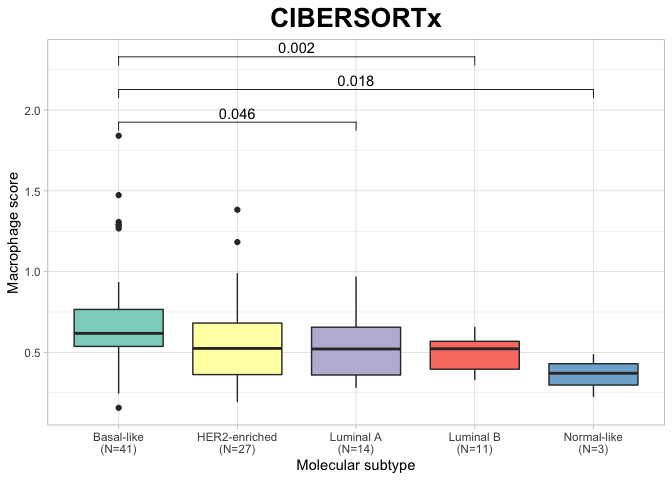 CIBERSORTx
0.002
0.018
0.046
2.0
1.5
1.0
0.5
Macrophage score
Basal-like
(N=41)
HER2-enriched
(N=27)
Luminal A
(N=14)
Luminal B
(N=11)
Normal-like
(N=3)
Molecular subtype